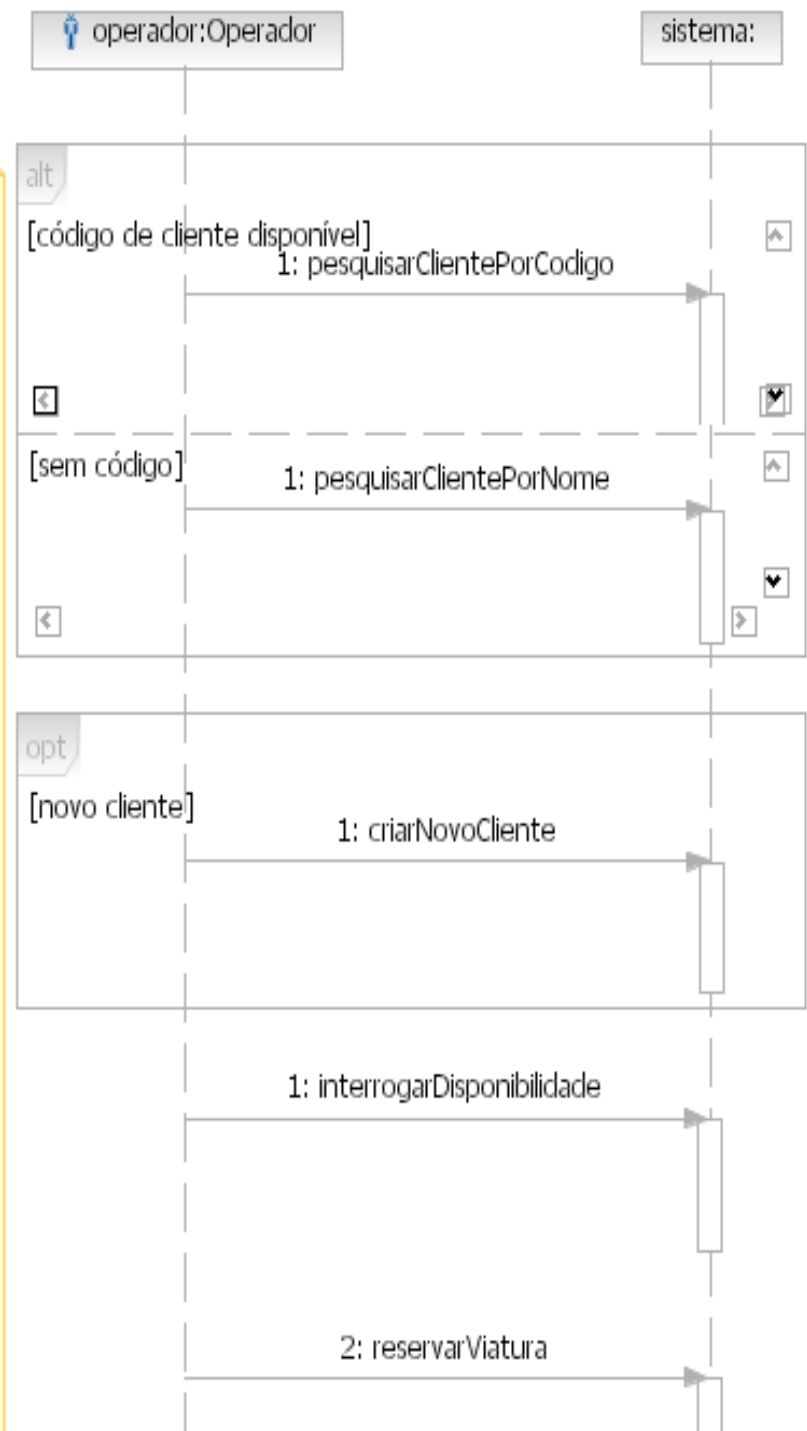 operador:Operador
sistema:
alt
[código de cliente disponível]
1: pesquisarClientePorCodigo
[sem código]
1: pesquisarClientePorNome
opt
[novo cliente]
1: criarNovoCliente
1: interrogarDisponibilidade
2: reservarViatura